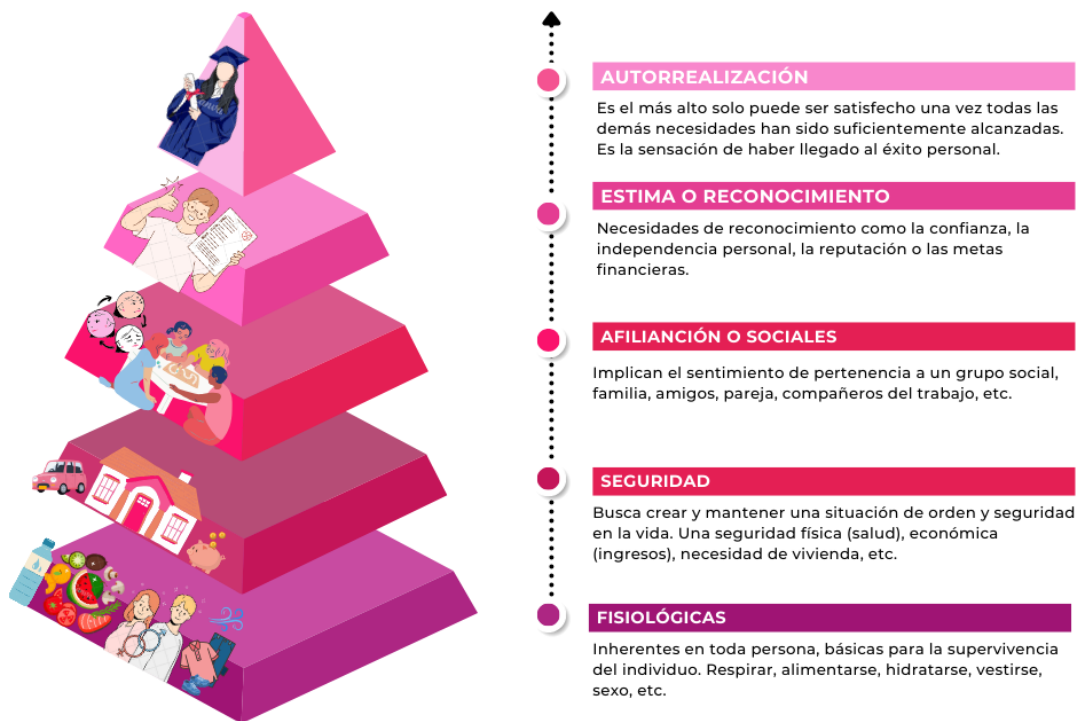 AUTORREALIZACIÓN
Es el más alto solo puede ser satisfecho una vez todas las
demás necesidades han sido suficientemente alcanzadas.
Es la sensación de haber llegado al éxito personal.
ESTIMA O RECONOCIMIENTO
Necesidades de reconocimiento como la confianza, la
independencia personal, la reputación o las metas
financieras.
AFILIANCIÓN O SOCIALES
Implican el sentimiento de pertenencia a un grupo social,
familia, amigos, pareja, compañeros del trabajo, etc.
SEGURIDAD
Busca crear y mantener una situación de orden y seguridad
en la vida. Una seguridad física (salud), económica
(ingresos), necesidad de vivienda, etc.
FISIOLÓGICAS
Inherentes en toda persona, básicas para la supervivencia
del individuo. Respirar, alimentarse, hidratarse, vestirse,
sexo, etc.